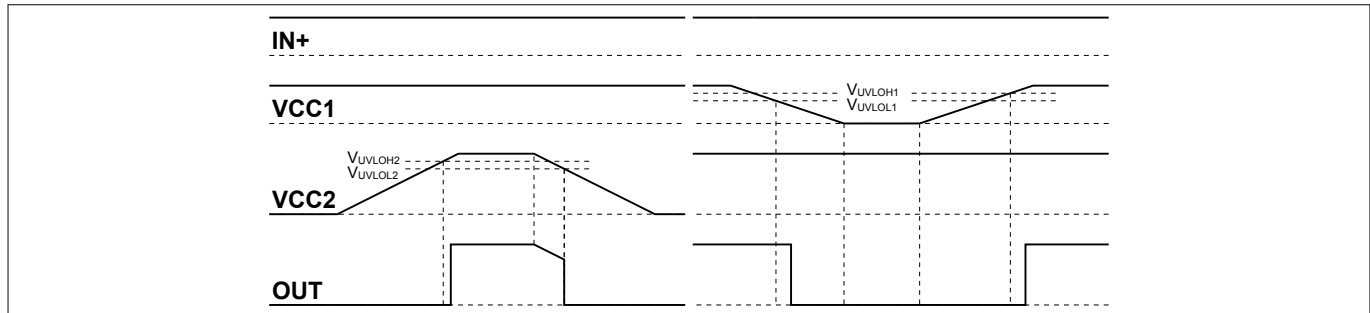 IN+
VUVLOH1
VCC1
VUVLOL1
VUVLOH2
VUVLOL2
VCC2
OUT